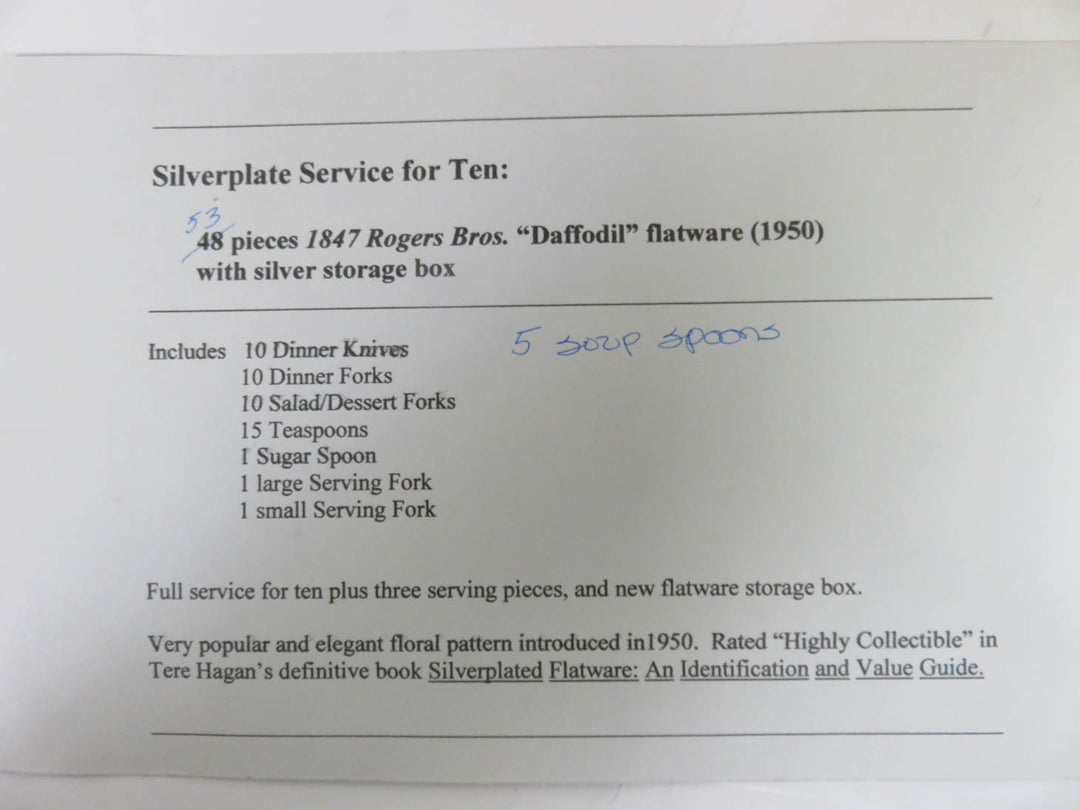 Silverplate Service for Ten:
53
48 pieces 1847 Rogers Bros. “Daffodil” flatware (1950)
with silver storage box
Includes 10 Dinner Knives 5 soup spoons
10 Dinner Forks
10 Salad/Dessert Forks
15 Teaspoons
1 Sugar Spoon
1 large Serving Fork
1 small Serving Fork
Full service for ten plus three serving pieces, and new flatware storage box.
Very popular and elegant floral pattern introduced in1950. Rated “Highly Collectible” in
Tere Hagan’s definitive book Silverplated Flatware: An Identification and Value Guide.